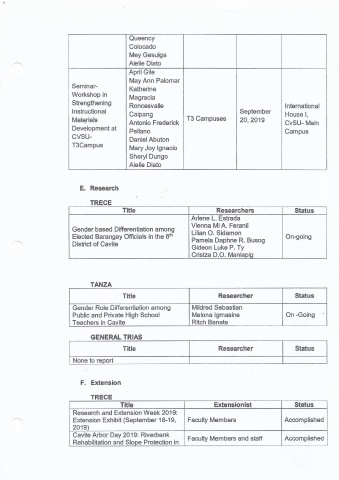 Queency
Colocado
Mey Gesulga
Alelie Diato
Seminar-
Workshop in
Strengthening
Instructional
Materials
Development at
CVSU-
T3Campus
April Gile
May Ann Palomar
Katherine
Magracia
Roncesvalle
Caipang
Antonio Frederick
Pellano
Daniel Abuton
Mary Joy Ignacio
Sheryl Dungo
Alelie Diato
T3 Campuses
September
20, 2019
International
House I,
CvSU- Main
Campus
E. Research
TRECE
Title Researchers Status
Gender based Differentiation among
Elected Barangay Officials in the 6th
District of Cavite
Arlene L. Estrada
Vienna Mi A. Feranil
Lilian O. Sidamon
Pamela Daphne R. Busog
Gideon Luke P. Ty
Cristza D.O. Manlapig
On-going
TANZA
Title Researcher Status
Gender Role Differentiation among
Public and Private High School
Teachers in Cavite
Mildred Sebastian
Melona Igmasine
Ritch Banate
On -Going
GENERAL TRIAS
Title Researcher Status
None to report
F. Extension
TRECE
Title Extensionist Status
Research and Extension Week 2019:
Extension Exhibit (September 18-19,
2019)
Faculty Members Accomplished
Cavite Arbor Day 2019: Riverbank
Rehabilitation and Slope Protection in
Faculty Members and staff Accomplished